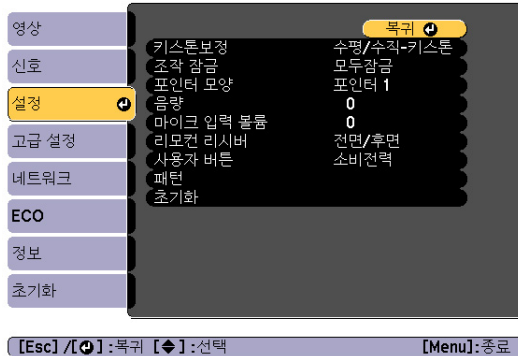 영상
신호
설정
고급 설정
네트워크
ECO
정보
초기화
복귀
키스톤보정 수평/수직-키스톤
조작 잠금 모두잠금
포인터 모양 포인터 1
음량 0
마이크 입력 볼륨 0
리모컨 리시버 전면/후면
사용자 버튼 소비전력
패턴
초기화
[Esc] /[⏎] :복귀 [◆] :선택 [Menu]:종료